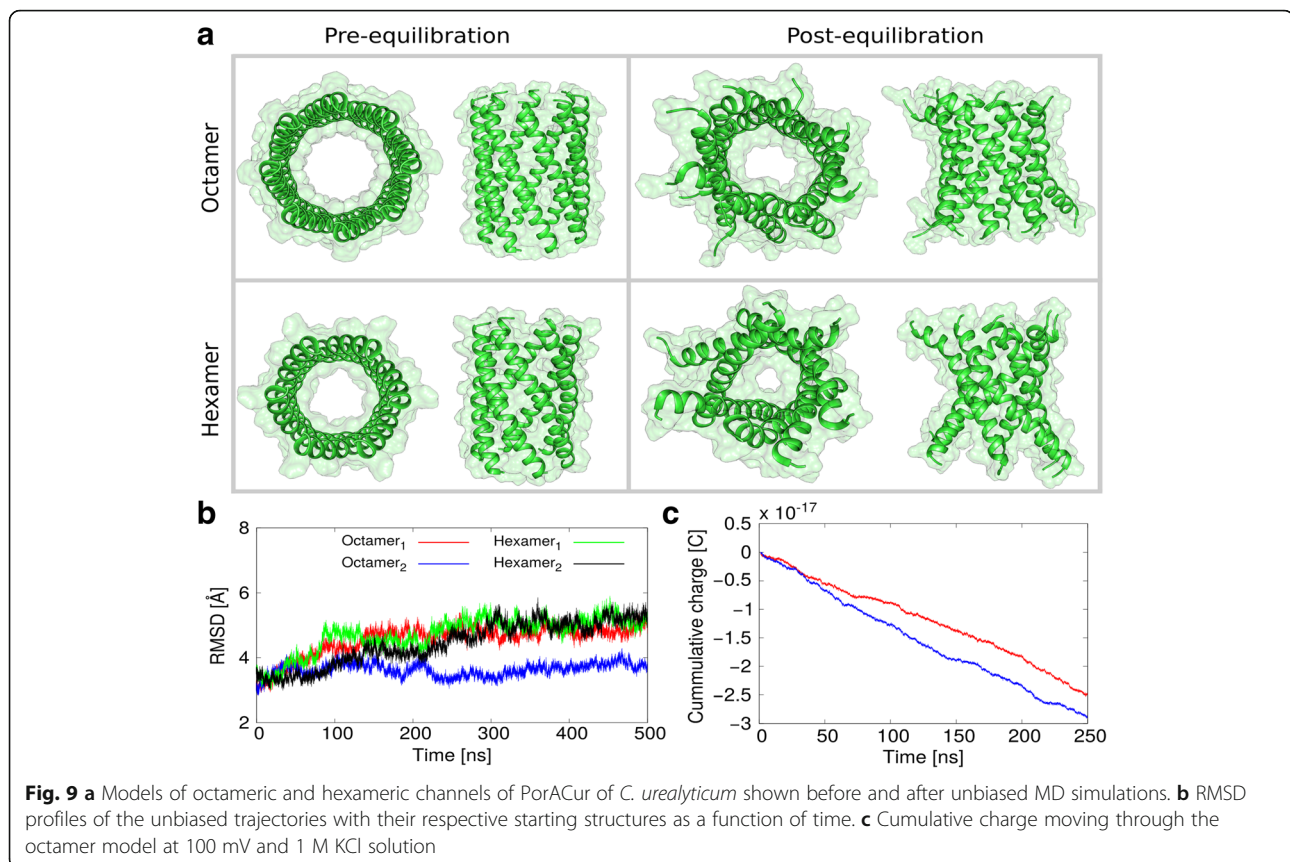 a
Pre-equilibration
Post-equilibration
Octamer
Hexamer
b
8
6
4
2
RMSD [Å]
Octamer₁
Hexamer₁
Octamer₂
Hexamer₂
0 100 200 300 400 500
Time [ns]
c
x 10⁻¹⁷
0.5
0
-0.5
-1
-1.5
-2
-2.5
-3
Cummulative charge [C]
0 50 100 150 200 250
Time [ns]
Fig. 9 a Models of octameric and hexameric channels of PorACur of C. urealyticum shown before and after unbiased MD simulations. b RMSD
profiles of the unbiased trajectories with their respective starting structures as a function of time. c Cumulative charge moving through the
octamer model at 100 mV and 1 M KCl solution